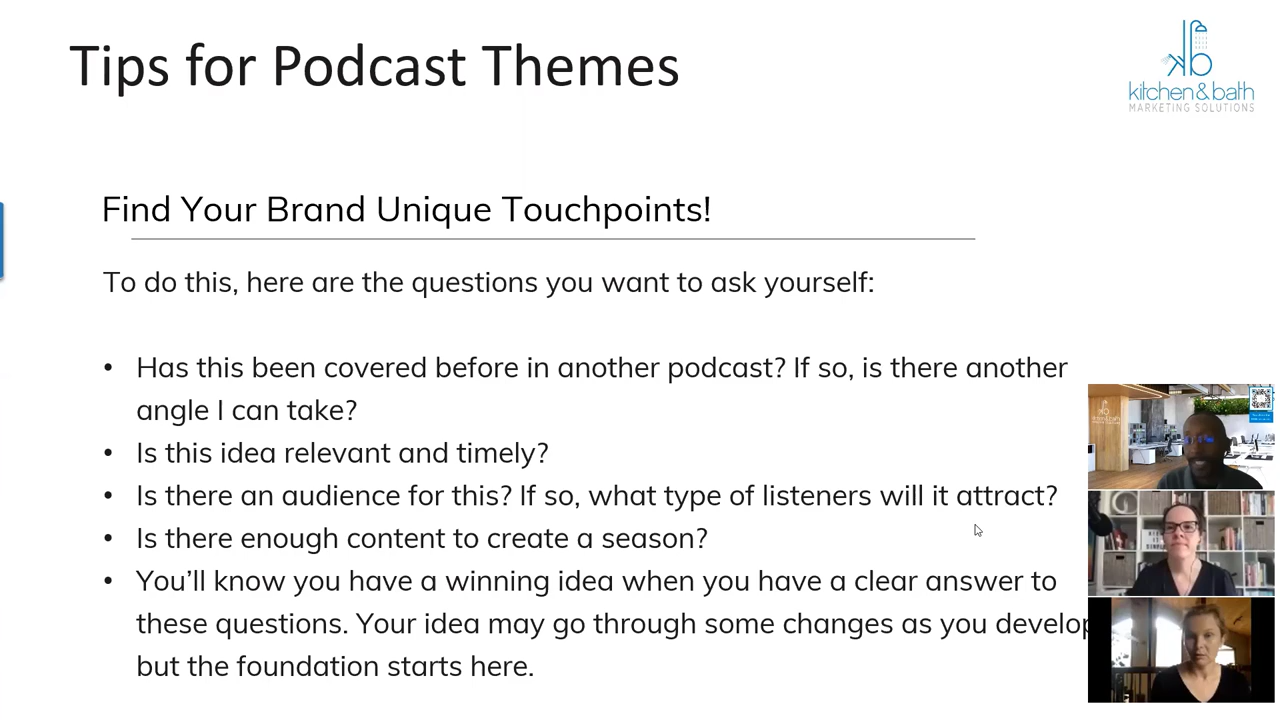 Tips for Podcast Themes
kb
kitchen&bath
MARKETING SOLUTIONS
Find Your Brand Unique Touchpoints!
To do this, here are the questions you want to ask yourself:
• Has this been covered before in another podcast? If so, is there another
angle I can take?
• Is this idea relevant and timely?
• Is there an audience for this? If so, what type of listeners will it attract?
• Is there enough content to create a season?
• You’ll know you have a winning idea when you have a clear answer to
these questions. Your idea may go through some changes as you develop
but the foundation starts here.